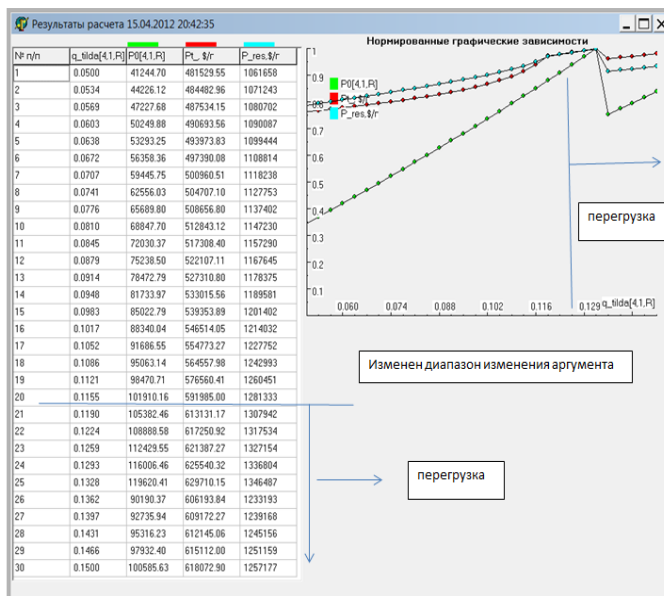 Результаты расчета 15.04.2012 20:42:35
№ п/п q_tilda[4,1,R] P0[4,1,R] Pt_, $/г P_res,$/г
1 0.0500 41244.70 481529.55 1061658
2 0.0534 44226.12 484482.96 1071243
3 0.0569 47227.68 487534.15 1080702
4 0.0603 50249.88 490693.56 1090087
5 0.0638 53293.25 493973.83 1099444
6 0.0672 56358.36 497390.08 1108814
7 0.0707 59445.75 500960.51 1118238
8 0.0741 62556.03 504707.10 1127753
9 0.0776 65689.80 508656.80 1137402
10 0.0810 68847.70 512843.12 1147230
11 0.0845 72030.37 517308.40 1157290
12 0.0879 75238.50 522107.11 1167645
13 0.0914 78472.79 527310.80 1178375
14 0.0948 81733.97 533015.56 1189581
15 0.0983 85022.79 539353.89 1201402
16 0.1017 88340.04 546514.05 1214032
17 0.1052 91686.55 554773.27 1227752
18 0.1086 95063.14 564557.98 1242993
19 0.1121 98470.71 576560.41 1260451
20 0.1155 101910.16 591985.00 1281333
21 0.1190 105382.46 613131.17 1307942
22 0.1224 108888.58 617250.92 1317534
23 0.1259 112429.55 621387.27 1327154
24 0.1293 116006.46 625540.32 1336804
25 0.1328 119620.41 629710.15 1346487
26 0.1362 90190.37 606193.84 1233193
27 0.1397 92735.94 609172.27 1239168
28 0.1431 95316.23 612145.06 1245156
29 0.1466 97932.40 615112.00 1251159
30 0.1500 100585.63 618072.90 1257177
Нормированные графические зависимости
1
0.9
0.8
0.7
0.6
0.5
0.4
0.3
0.2
0.1
P0[4,1,R]
$/г
P_res,$/г
0.060 0.074 0.088 0.102 0.116 0.129 q_tilda[4,1,R]
перегрузка
Изменен диапазон изменения аргумента
перегрузка